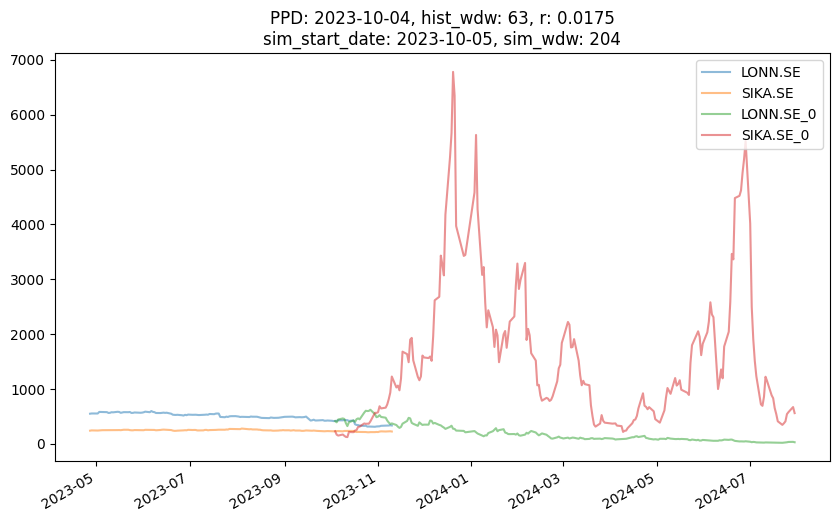 PPD: 2023-10-04, hist_wdw: 63, r: 0.0175
sim_start_date: 2023-10-05, sim_wdw: 204
LONN.SE
SIKA.SE
LONN.SE_0
SIKA.SE_0
7000
6000
5000
4000
3000
2000
1000
0
2023-05
2023-07
2023-09
2023-11
2024-01
2024-03
2024-05
2024-07